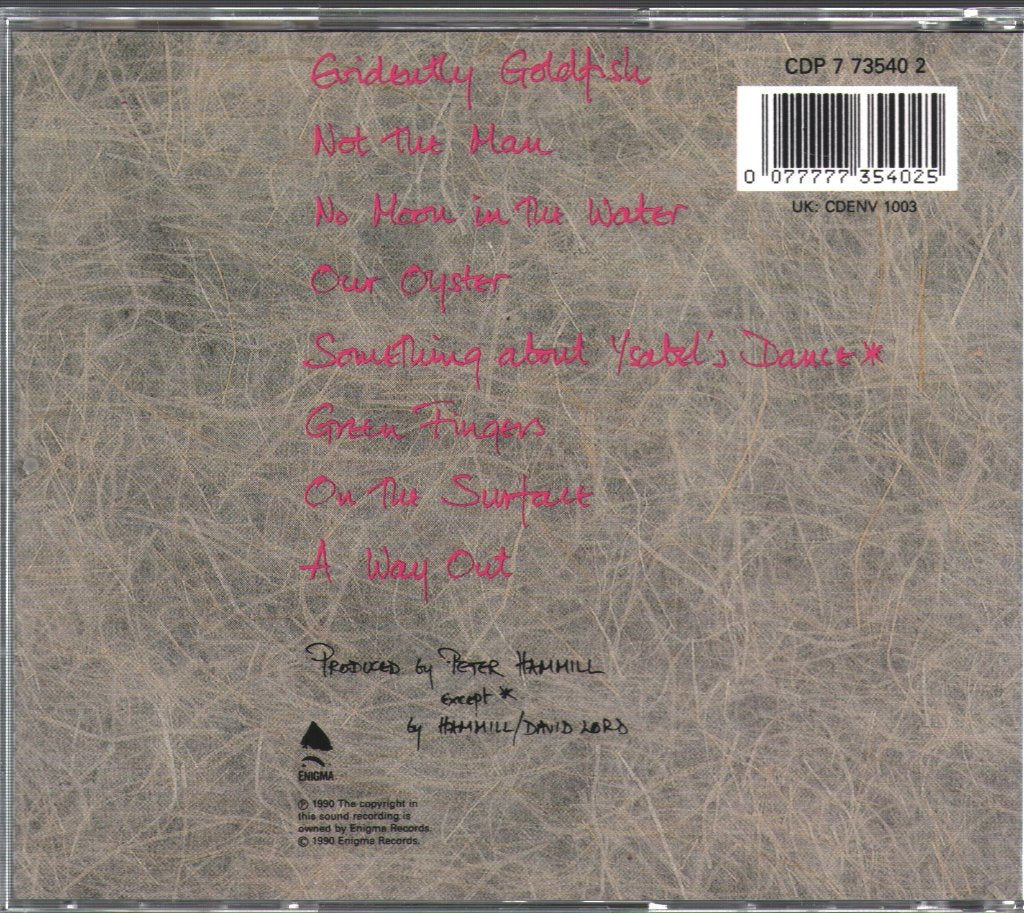 Evidently Goldfish
Not The Man
No Moon in The Water
Our Oyster
Something about Ysabel's Dance*
Green Fingers
On The Surface
A Way Out
CDP 7 73540 2
0 077777 354025
UK: CDENV 1003
PRODUCED by PETER HAMMILL
except *
by HAMMILL/DAVID LORD
ENIGMA
℗ 1990 The copyright in
this sound recording is
owned by Enigma Records.
© 1990 Enigma Records.